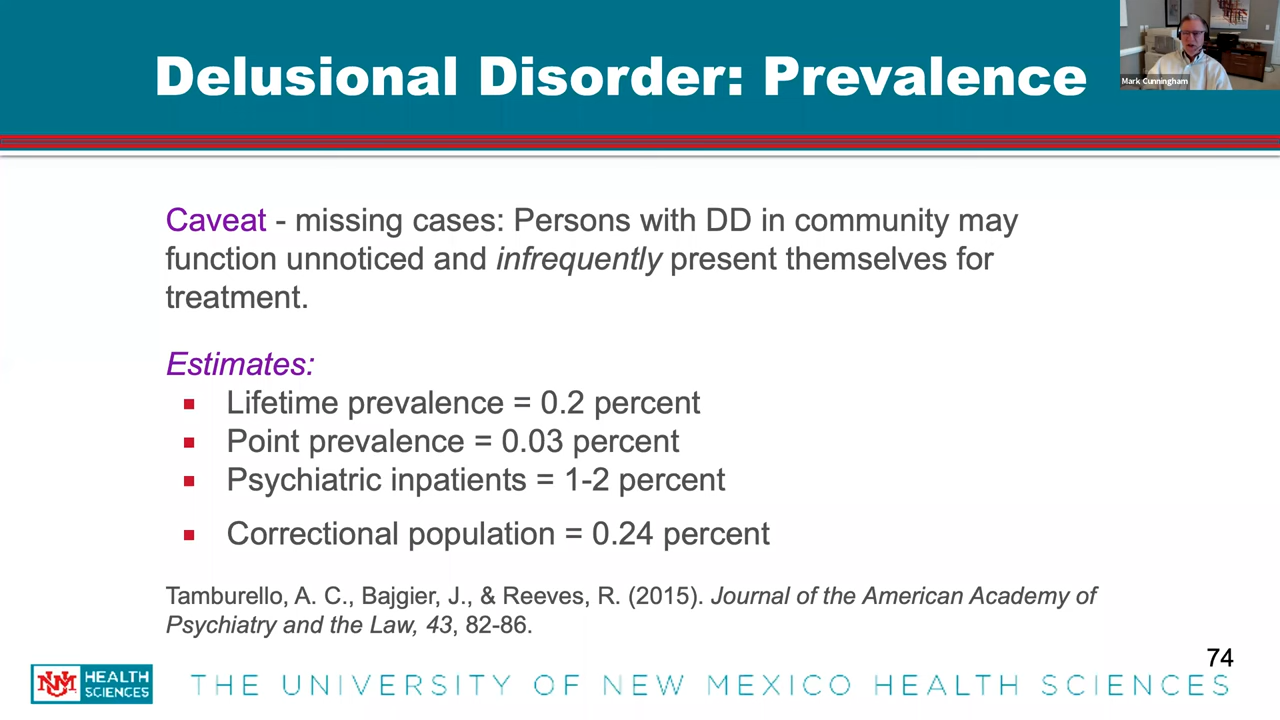 Delusional Disorder: Prevalence
Mark Cunningham
Caveat - missing cases: Persons with DD in community may
function unnoticed and infrequently present themselves for
treatment.
Estimates:
▪ Lifetime prevalence = 0.2 percent
▪ Point prevalence = 0.03 percent
▪ Psychiatric inpatients = 1-2 percent
▪ Correctional population = 0.24 percent
Tamburello, A. C., Bajgier, J., & Reeves, R. (2015). Journal of the American Academy of
Psychiatry and the Law, 43, 82-86.
74
UNM HEALTH
SCIENCES
THE UNIVERSITY OF NEW MEXICO HEALTH SCIENCES